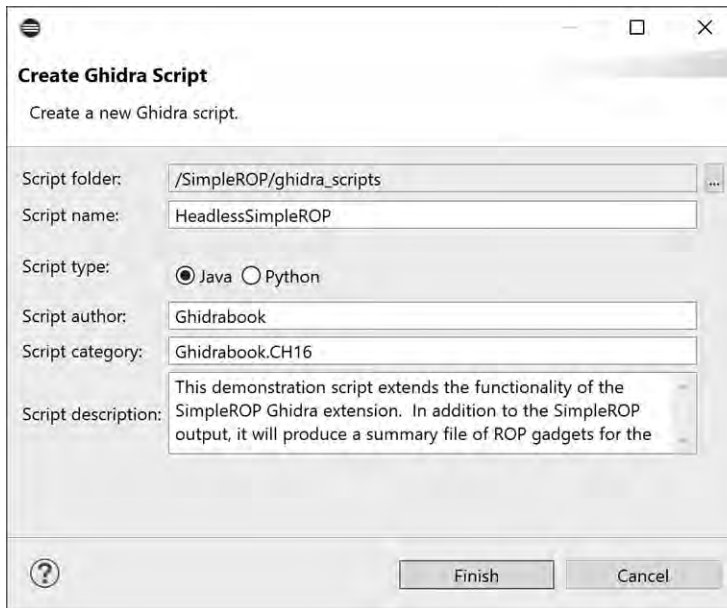 Create Ghidra Script
Create a new Ghidra script.
Script folder: /SimpleROP/ghidra_scripts ...
Script name: HeadlessSimpleROP
Script type: Java Python
Script author: Ghidrabook
Script category: Ghidrabook.CH16
Script description: This demonstration script extends the functionality of the
SimpleROP Ghidra extension. In addition to the SimpleROP
output, it will produce a summary file of ROP gadgets for the
? Finish Cancel